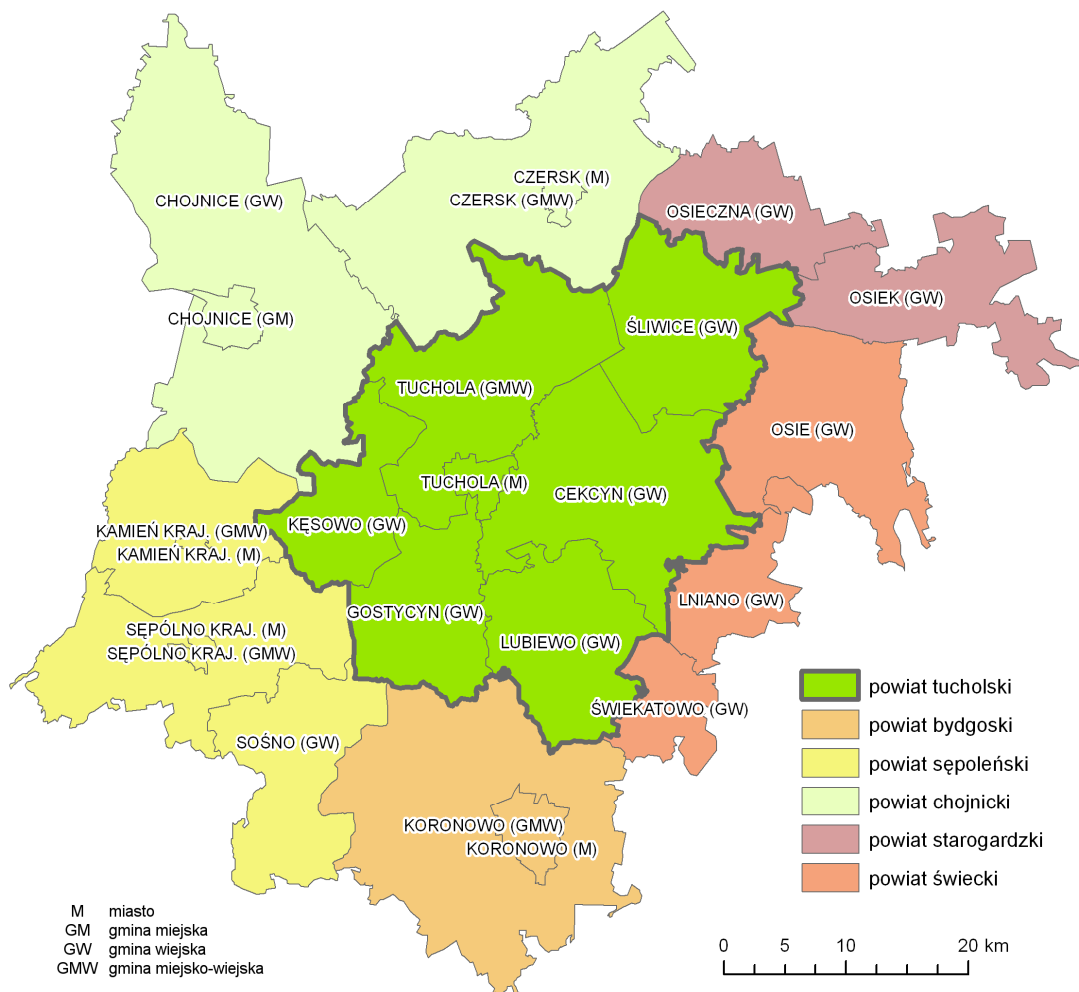 CZERSK (M)
CHOJNICE (GW)
CZERSK (GMW)
OSIECZNA (GW)
OSIEK (GW)
CHOJNICE (GM)
ŚLIWICE (GW)
TUCHOLA (GMW)
OSIE (GW)
TUCHOLA (M)
CEKCYN (GW)
KĘSOWO (GW)
KAMIEŃ KRAJ. (GMW)
KAMIEŃ KRAJ. (M)
LNIANO (GW)
GOSTYCYN (GW)
SĘPÓLNO KRAJ. (M)
LUBIEWO (GW)
SĘPÓLNO KRAJ. (GMW)
ŚWIEKATOWO (GW)
SOŚNO (GW)
KORONOWO (GMW)
KORONOWO (M)
powiat tucholski
powiat bydgoski
powiat sępoleński
powiat chojnicki
powiat starogardzki
powiat świecki
M miasto
GM gmina miejska
GW gmina wiejska
GMW gmina miejsko-wiejska
0 5 10 20 km